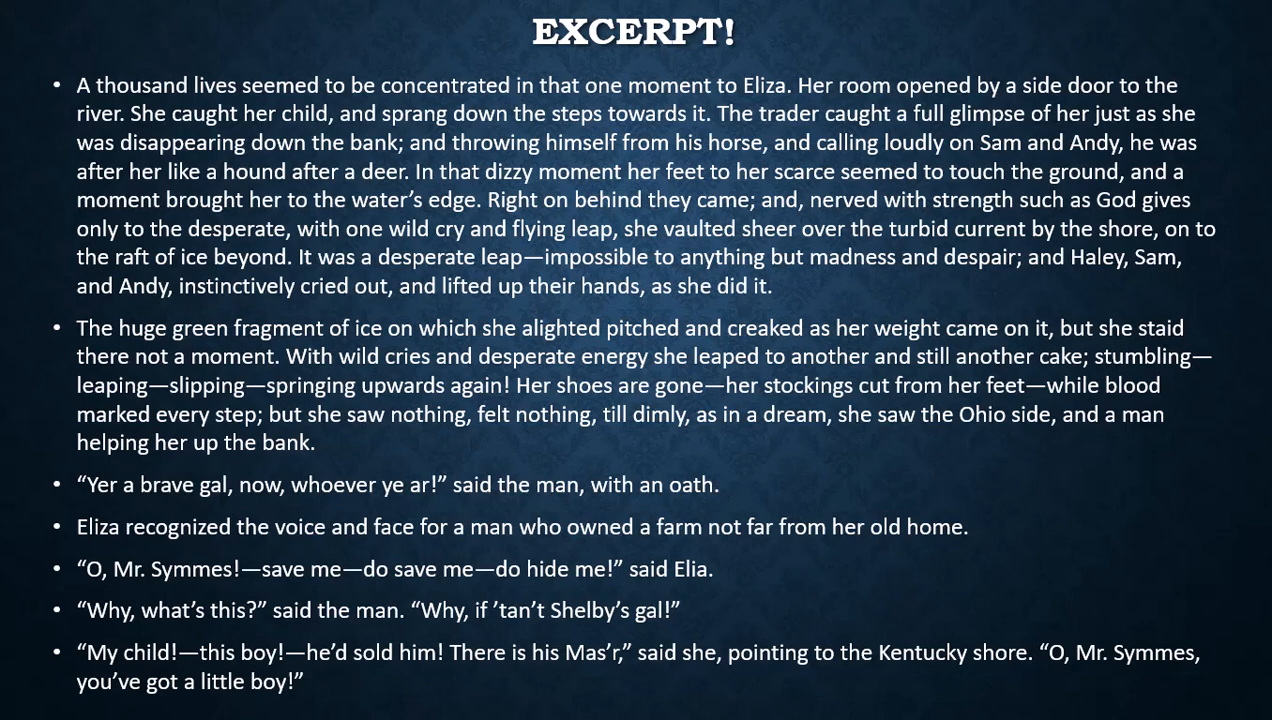 EXCERPT!
• A thousand lives seemed to be concentrated in that one moment to Eliza. Her room opened by a side door to the
river. She caught her child, and sprang down the steps towards it. The trader caught a full glimpse of her just as she
was disappearing down the bank; and throwing himself from his horse, and calling loudly on Sam and Andy, he was
after her like a hound after a deer. In that dizzy moment her feet to her scarce seemed to touch the ground, and a
moment brought her to the water’s edge. Right on behind they came; and, nerved with strength such as God gives
only to the desperate, with one wild cry and flying leap, she vaulted sheer over the turbid current by the shore, on to
the raft of ice beyond. It was a desperate leap—impossible to anything but madness and despair; and Haley, Sam,
and Andy, instinctively cried out, and lifted up their hands, as she did it.
• The huge green fragment of ice on which she alighted pitched and creaked as her weight came on it, but she staid
there not a moment. With wild cries and desperate energy she leaped to another and still another cake; stumbling—
leaping—slipping—springing upwards again! Her shoes are gone—her stockings cut from her feet—while blood
marked every step; but she saw nothing, felt nothing, till dimly, as in a dream, she saw the Ohio side, and a man
helping her up the bank.
• “Yer a brave gal, now, whoever ye ar!” said the man, with an oath.
• Eliza recognized the voice and face for a man who owned a farm not far from her old home.
• “O, Mr. Symmes!—save me—do save me—do hide me!” said Elia.
• “Why, what’s this?” said the man. “Why, if ’tan’t Shelby’s gal!”
• “My child!—this boy!—he’d sold him! There is his Mas’r,” said she, pointing to the Kentucky shore. “O, Mr. Symmes,
you’ve got a little boy!”